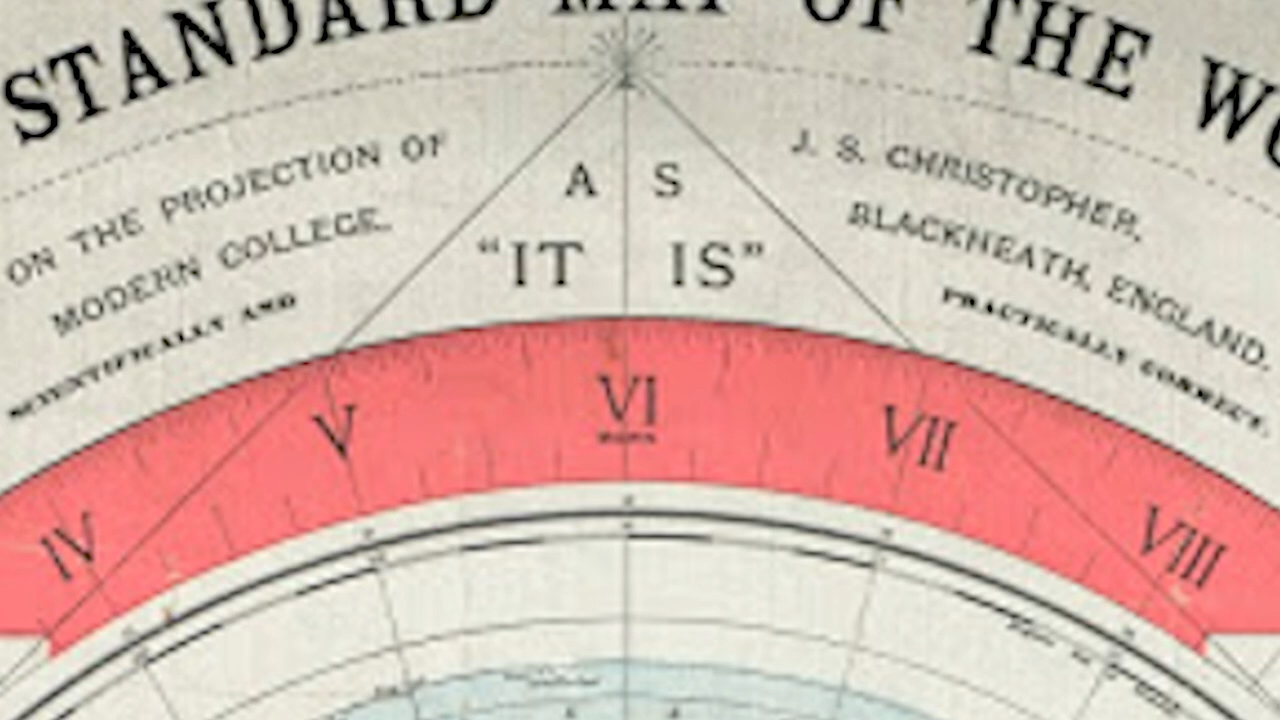 STANDARD MAP OF THE WO
ON THE PROJECTION OF
J. S. CHRISTOPHER,
MODERN COLLEGE,
BLACKHEATH, ENGLAND.
SCIENTIFICALLY AND
PRACTICALLY CORRECT.
A S
"IT IS"
IV V VI VII VIII